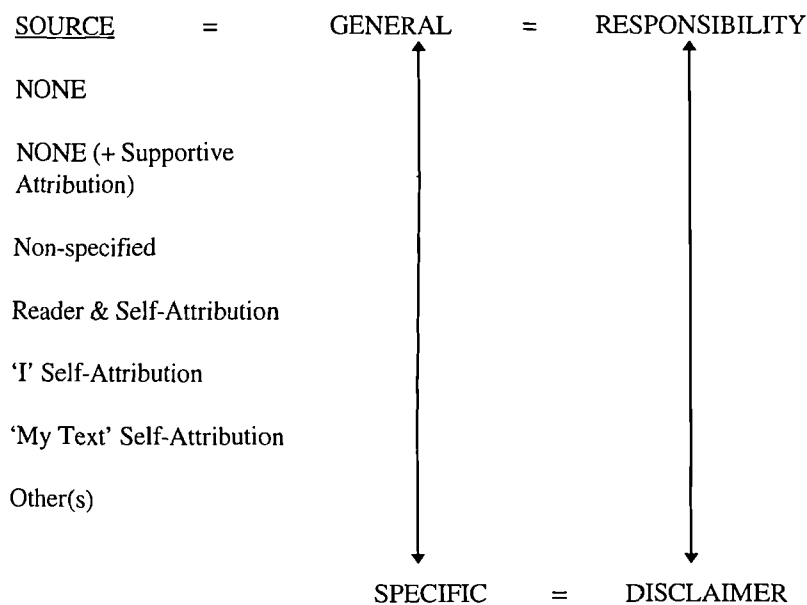 SOURCE = GENERAL = RESPONSIBILITY
NONE
NONE (+ Supportive
Attribution)
Non-specified
Reader & Self-Attribution
‘I’ Self-Attribution
‘My Text’ Self-Attribution
Other(s)
SPECIFIC = DISCLAIMER